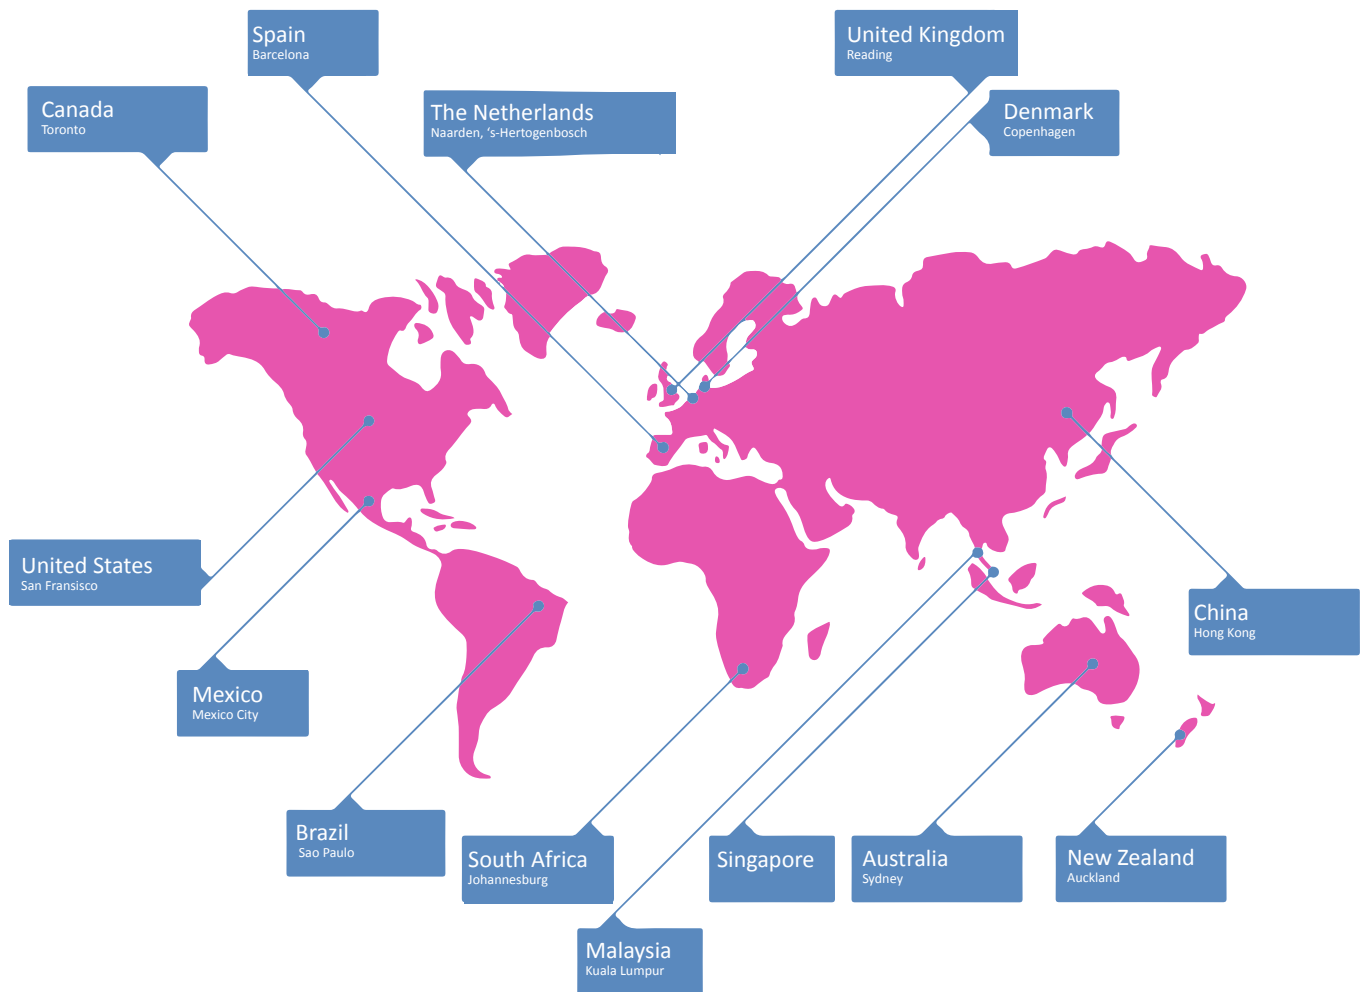 Spain
Barcelona
United Kingdom
Reading
Canada
Toronto
The Netherlands
Naarden, ‘s-Hertogenbosch
Denmark
Copenhagen
United States
San Fransisco
China
Hong Kong
Mexico
Mexico City
Brazil
Sao Paulo
South Africa
Johannesburg
Singapore
Australia
Sydney
New Zealand
Auckland
Malaysia
Kuala Lumpur